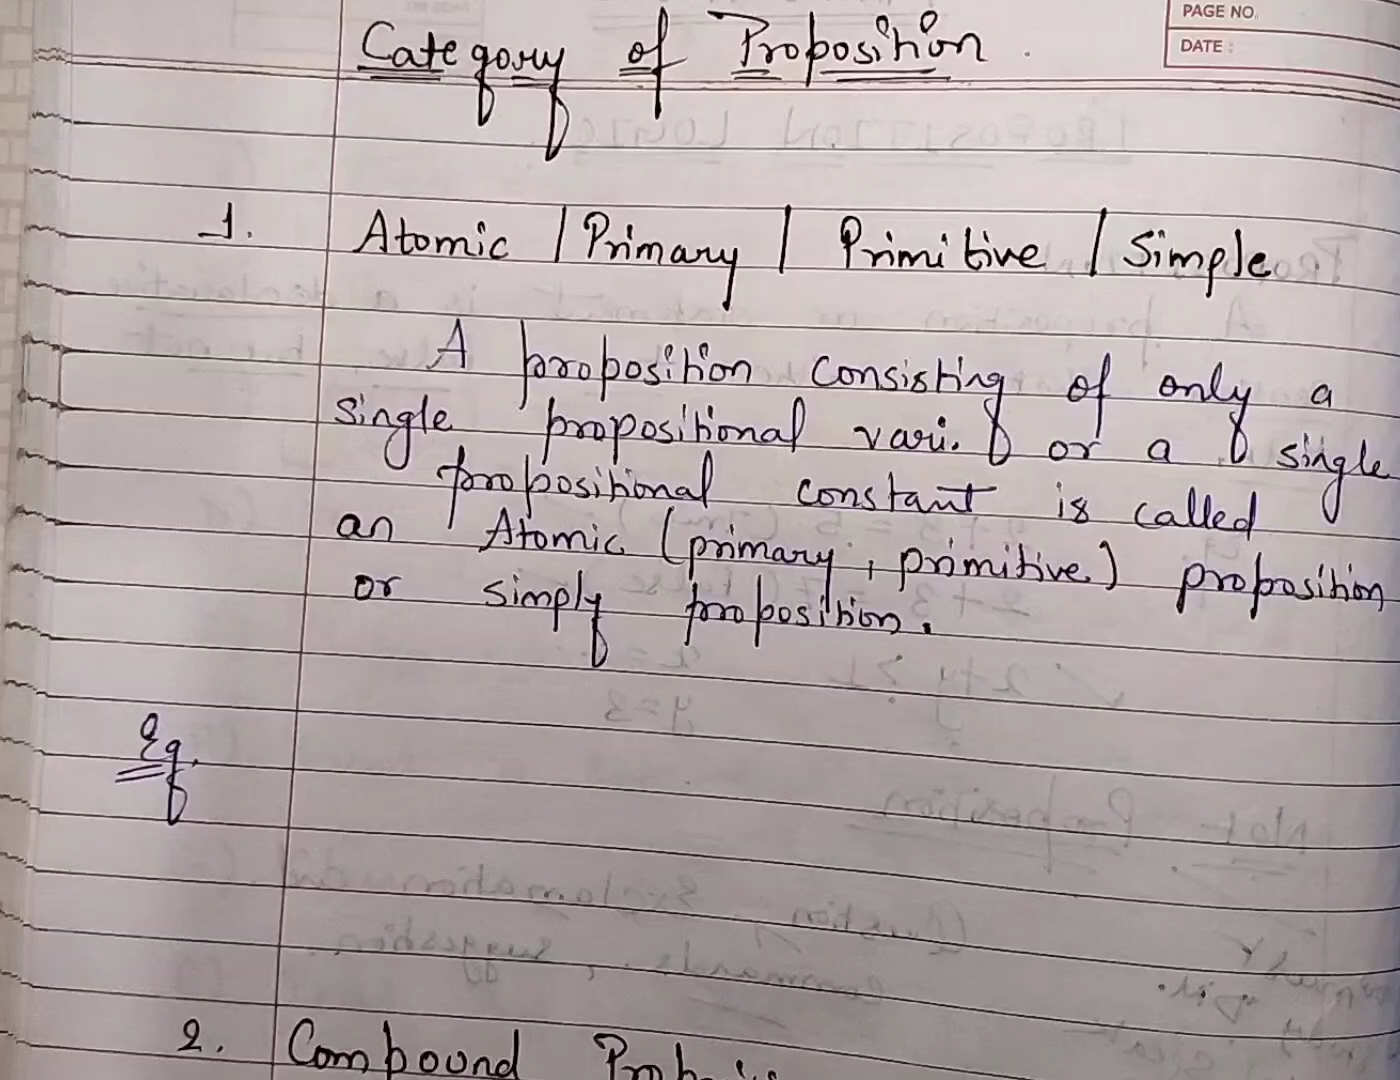 PAGE NO.
DATE :
Category of Proposition
1. Atomic | Primary | Primitive | Simple
A proposition consisting of only a
single propositional vari. or a single
propositional constant is called
an Atomic (primary, primitive) proposition
or simply proposition.
Eg.
2. Compound